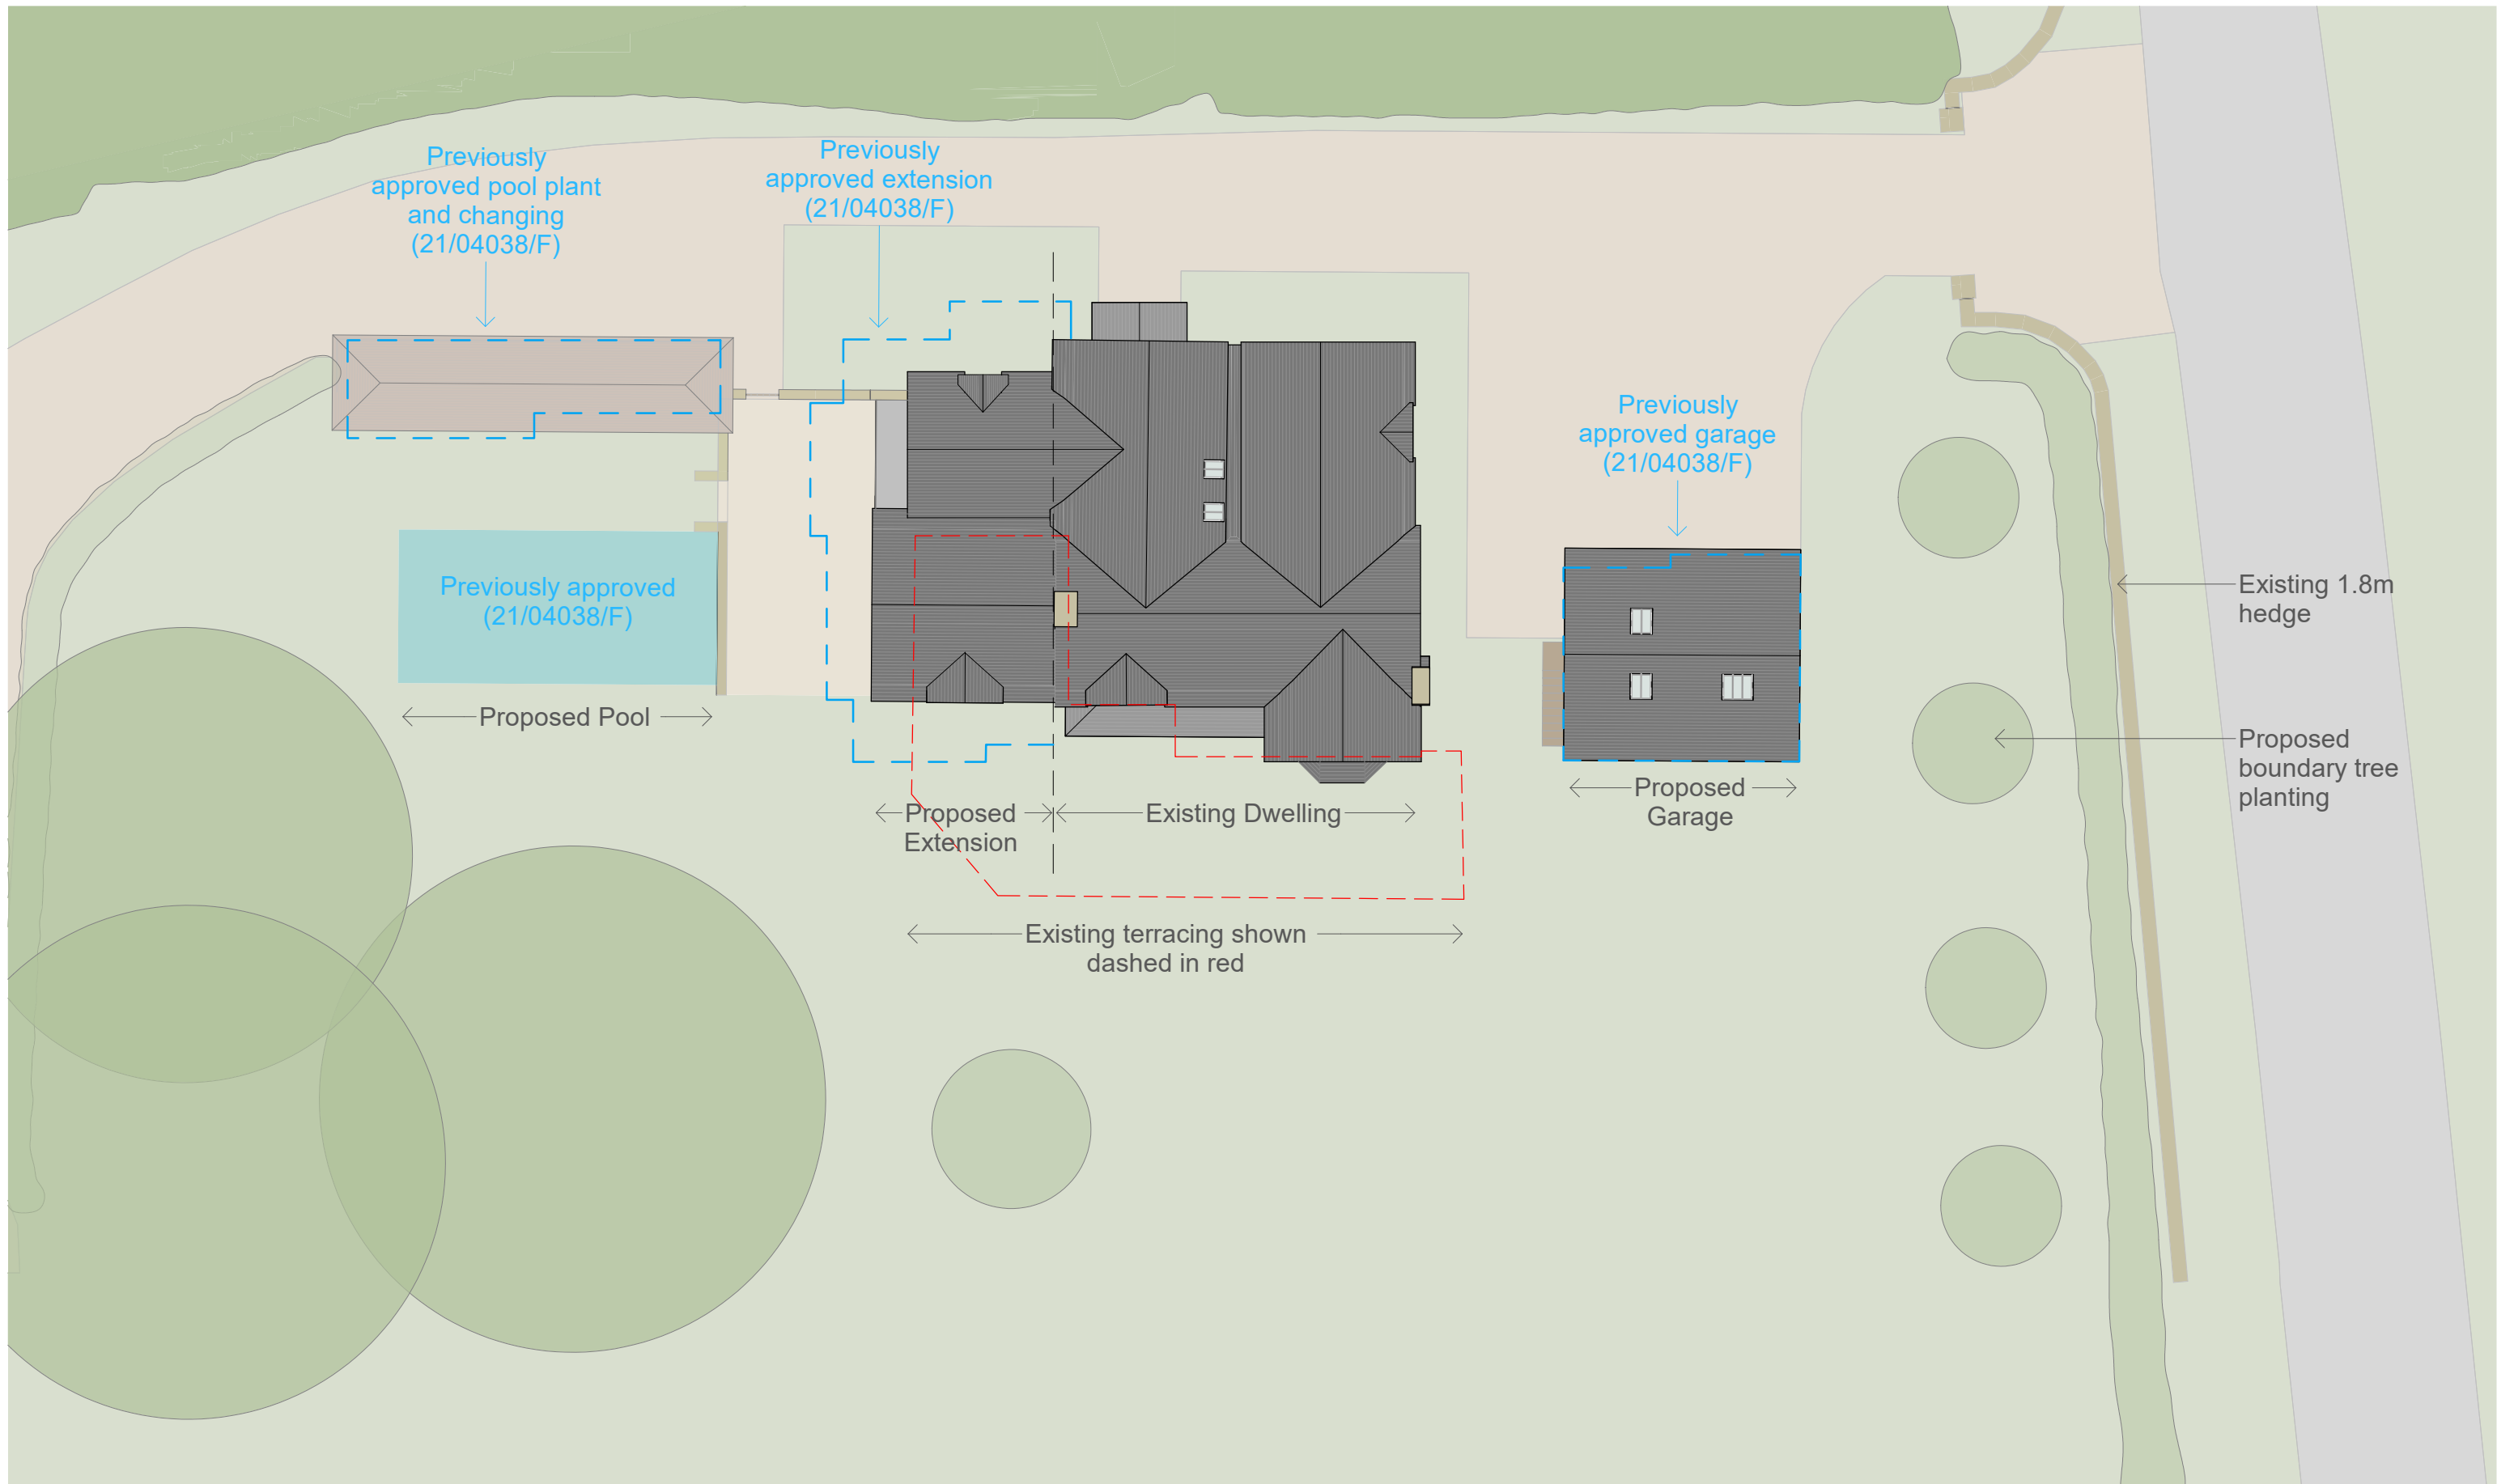 Previously
approved pool plant
and changing
(21/04038/F)
Previously
approved extension
(21/04038/F)
Previously
approved garage
(21/04038/F)
Previously approved
(21/04038/F)
Existing 1.8m
hedge
Proposed Pool
Proposed
boundary tree
planting
Proposed
Extension
Existing Dwelling
Proposed
Garage
Existing terracing shown
dashed in red